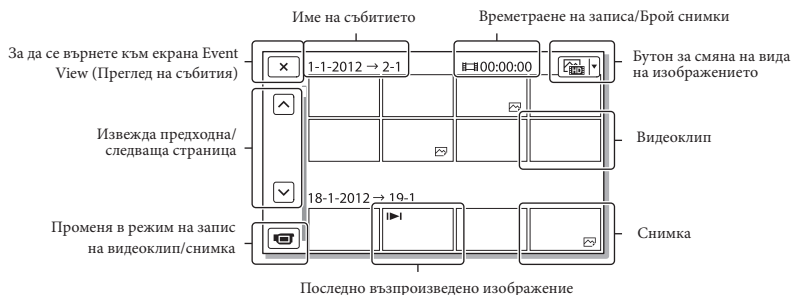 Име на събитието
Времетраене на записа/Брой снимки
За да се върнете към екрана Event
View (Преглед на събития)
1-1-2012 → 2-1
00:00:00
HD
Бутон за смяна на вида
на изображението
Извежда предходна/
следваща страница
Видеоклип
18-1-2012 → 19-1
Променя в режим на запис
на видеоклип/снимка
Снимка
Последно възпроизведено изображение